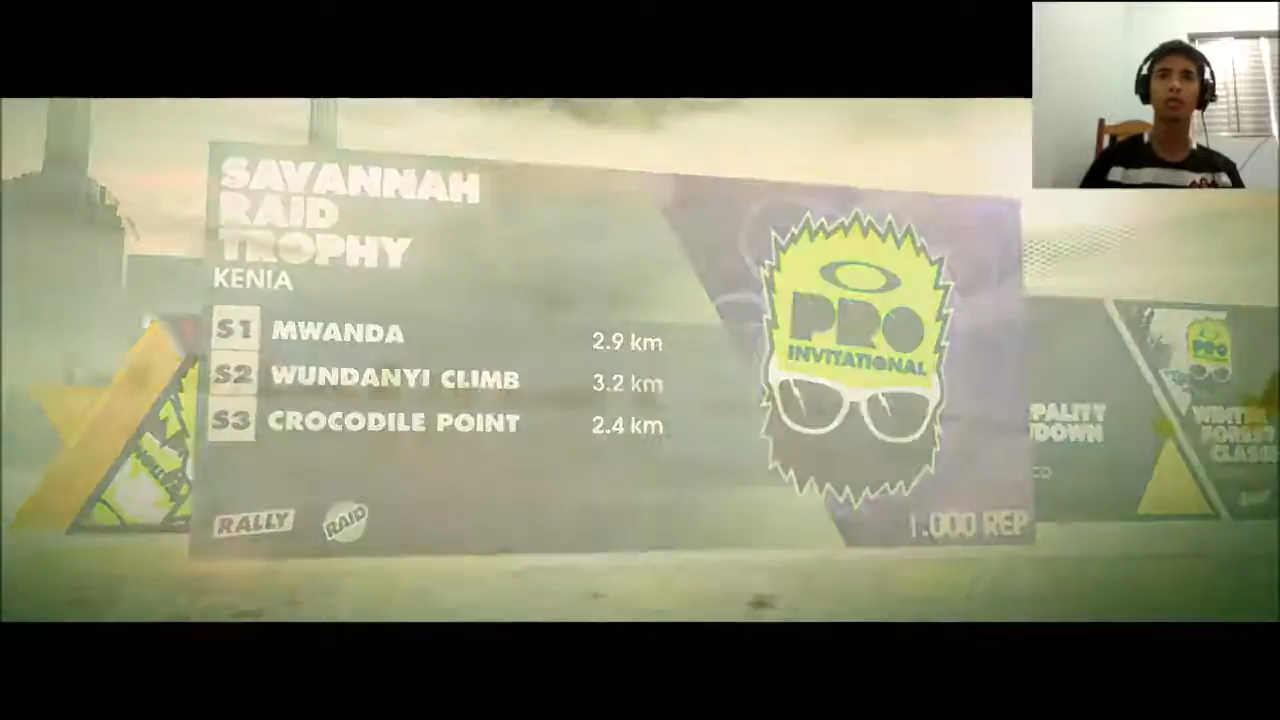 SAVANNAH
RAID
TROPHY
KENIA
S1 MWANDA 2.9 km
S2 WUNDANYI CLIMB 3.2 km
S3 CROCODILE POINT 2.4 km
RALLY
RAID
PRO
INVITATIONAL
1.000 REP
PALITY
DOWN
PRO
WINTER
FOREST